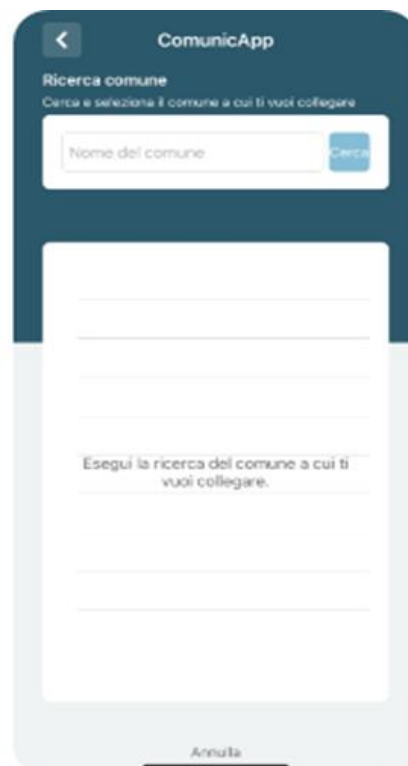 ComunicApp
Ricerca comune
Cerca e seleziona il comune a cui ti vuoi collegare
Nome del comune
Cerca
Esegui la ricerca del comune a cui ti
vuoi collegare.
Annulla